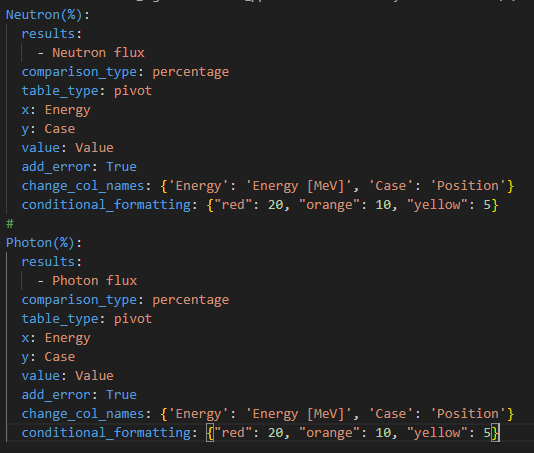 Neutron(%):
  results:
    - Neutron flux
  comparison_type: percentage
  table_type: pivot
  x: Energy
  y: Case
  value: Value
  add_error: True
  change_col_names: {'Energy': 'Energy [MeV]', 'Case': 'Position'}
  conditional_formatting: {"red": 20, "orange": 10, "yellow": 5}
#
Photon(%):
  results:
    - Photon flux
  comparison_type: percentage
  table_type: pivot
  x: Energy
  y: Case
  value: Value
  add_error: True
  change_col_names: {'Energy': 'Energy [MeV]', 'Case': 'Position'}
  conditional_formatting: {"red": 20, "orange": 10, "yellow": 5}